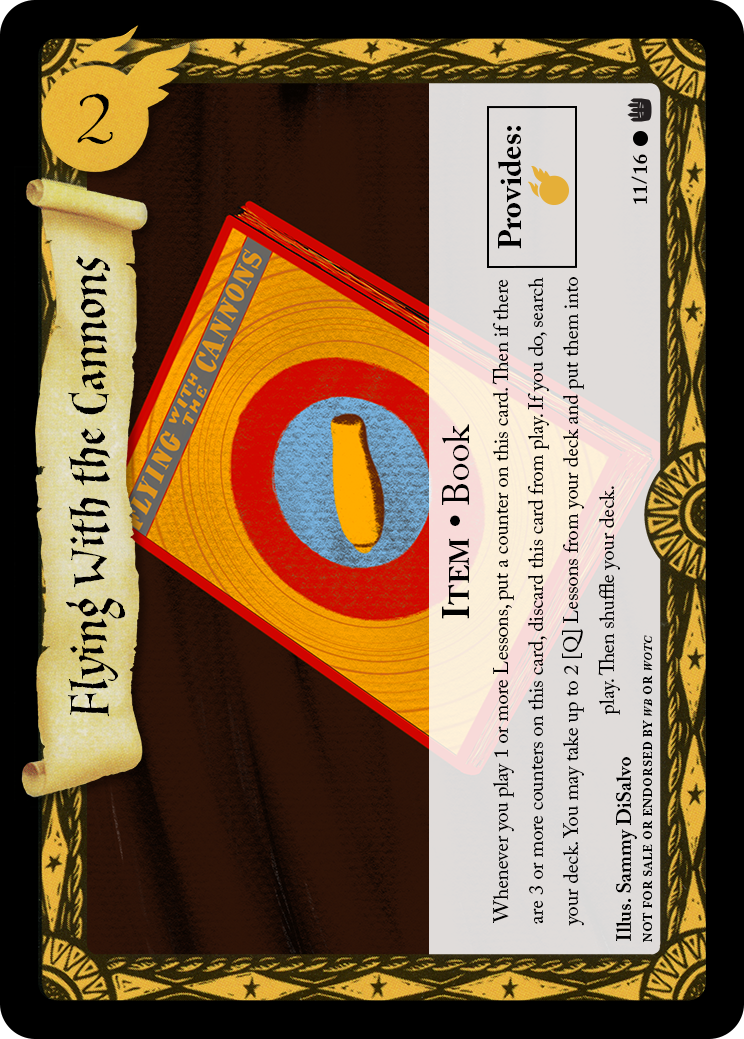 2
Flying With the Cannons
FLYING
WITH
THE
CANNONS
ITEM • Book
Provides:
Whenever you play 1 or more Lessons, put a counter on this card. Then if there
are 3 or more counters on this card, discard this card from play. If you do, search
your deck. You may take up to 2 [Q] Lessons from your deck and put them into
play. Then shuffle your deck.
Illus. Sammy DiSalvo
NOT FOR SALE OR ENDORSED BY WB OR WOTC
11/16 ●